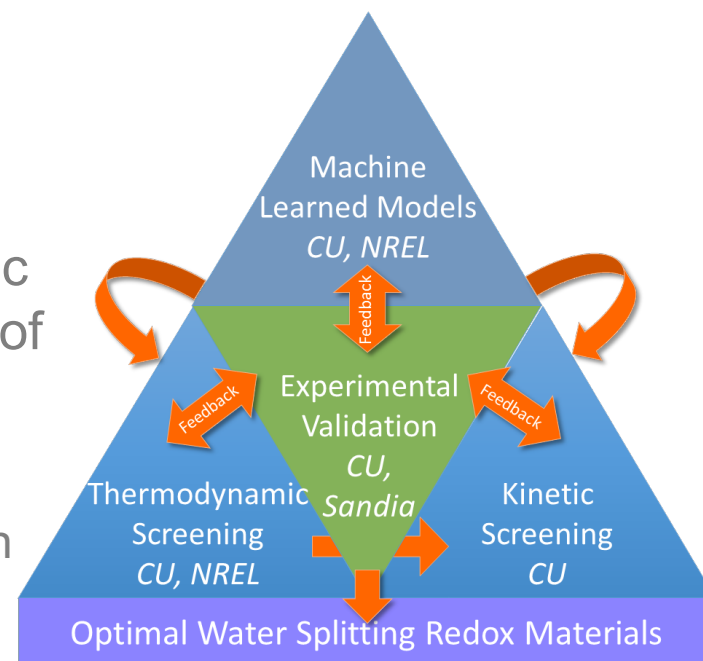 Machine
Learned Models
CU, NREL
c
of
Feedback
Experimental
Validation
CU,
Sandia
Feedback
Feedback
Thermodynamic
Screening
CU, NREL
Kinetic
Screening
CU
Optimal Water Splitting Redox Materials